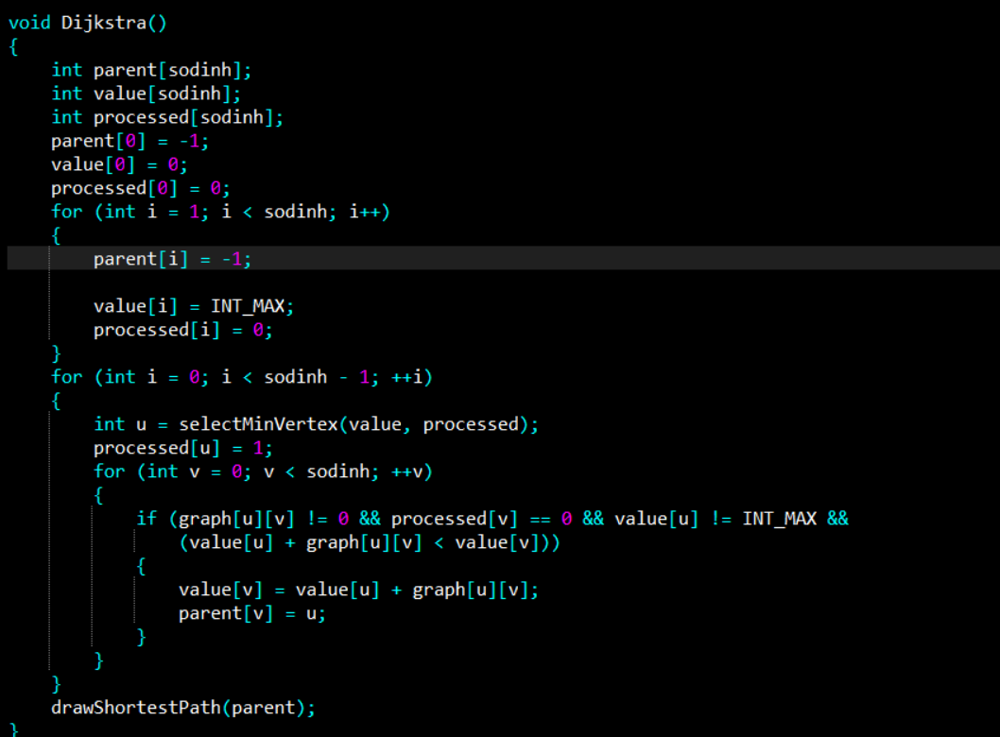 void Dijkstra()
{
    int parent[sodinh];
    int value[sodinh];
    int processed[sodinh];
    parent[0] = -1;
    value[0] = 0;
    processed[0] = 0;
    for (int i = 1; i < sodinh; i++)
    {
        parent[i] = -1;

        value[i] = INT_MAX;
        processed[i] = 0;
    }
    for (int i = 0; i < sodinh - 1; ++i)
    {
        int u = selectMinVertex(value, processed);
        processed[u] = 1;
        for (int v = 0; v < sodinh; ++v)
        {
            if (graph[u][v] != 0 && processed[v] == 0 && value[u] != INT_MAX &&
                (value[u] + graph[u][v] < value[v]))
            {
                value[v] = value[u] + graph[u][v];
                parent[v] = u;
            }
        }
    }
    drawShortestPath(parent);
}